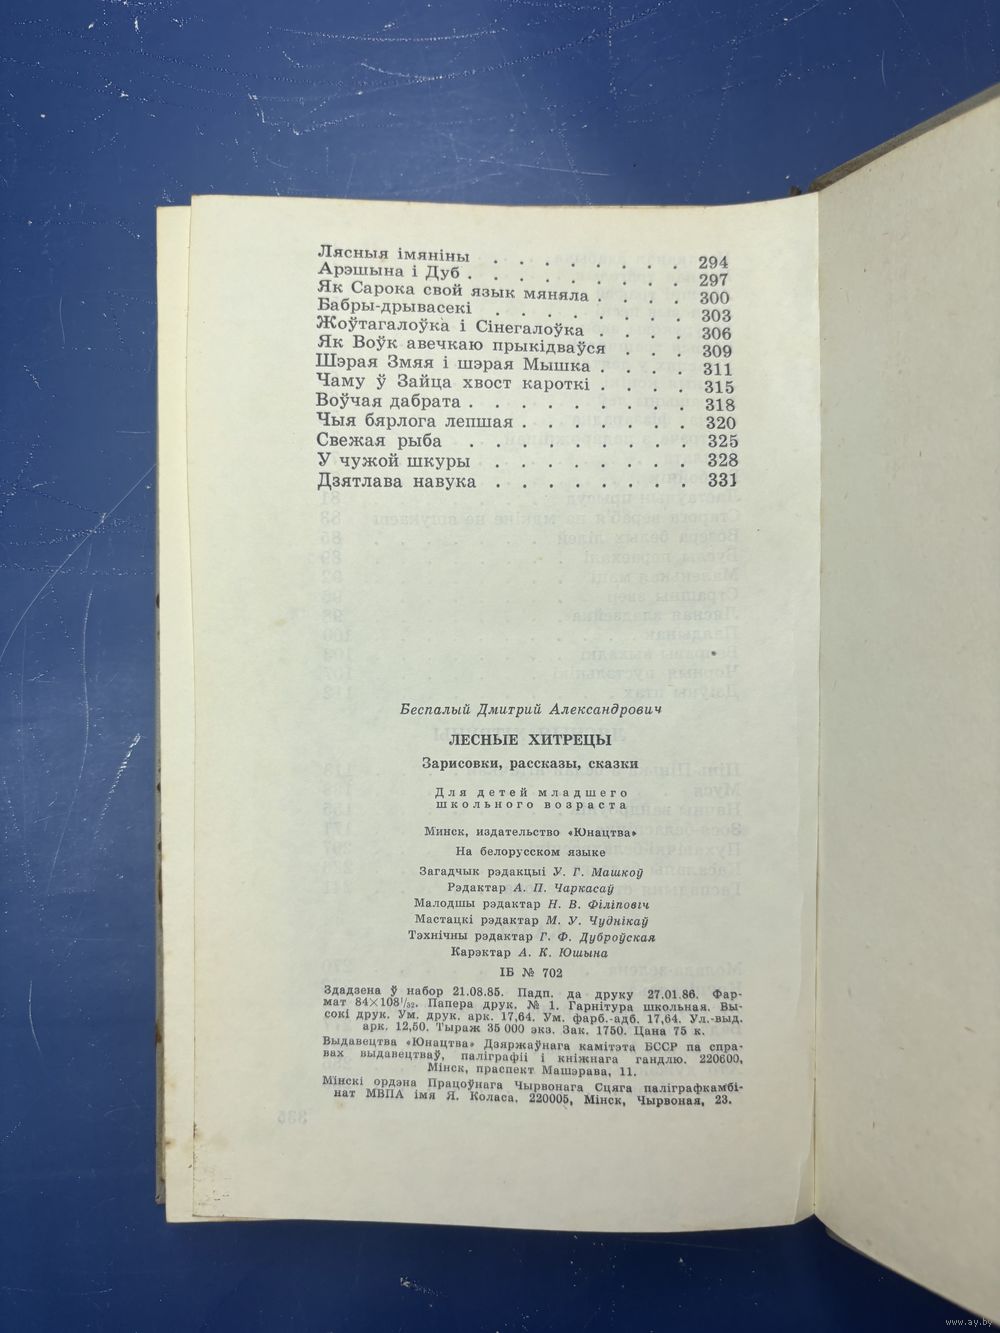 Лясныя імяніны . . . . . . . . 294
Арэшына і Дуб . . . . . . . . . 297
Як Сарока свой язык мяняла . . . . 300
Бабры-дрывасекі . . . . . . . . 303
Жоўтагалоўка і Сінегалоўка . . . . 306
Як Воўк авечкаю прыкідваўся . . . 309
Шэрая Змяя і шэрая Мышка . . . . 311
Чаму ў Зайца хвост кароткі . . . . 315
Воўчая дабрата . . . . . . . . . 318
Чыя бярлога лепшая . . . . . . . 320
Свежая рыба . . . . . . . . . 325
У чужой шкуры . . . . . . . . 328
Дзятлава навука . . . . . . . . 331
Беспалый Дмитрий Александрович
ЛЕСНЫЕ ХИТРЕЦЫ
Зарисовки, рассказы, сказки
Для детей младшего
школьного возраста
Минск, издательство «Юнацтва»
На белорусском языке
Загадчык рэдакцыі У. Г. Машкоў
Рэдактар А. П. Чаркасаў
Малодшы рэдактар Н. В. Філіповіч
Мастацкі рэдактар М. У. Чуднікаў
Тэхнічны рэдактар Г. Ф. Дуброўская
Карэктар А. К. Юшына
ІБ № 702
Здадзена ў набор 21.08.85. Падп. да друку 27.01.86. Фар-
мат 84×108¹/₃₂. Папера друк. № 1. Гарнітура школьная. Вы-
сокі друк. Ум. друк. арк. 17,64. Ум. фарб.-адб. 17,64. Ул.-выд.
арк. 12,50. Тыраж 35 000 экз. Зак. 1750. Цана 75 к.
Выдавецтва «Юнацтва» Дзяржаўнага камітэта БССР па спра-
вах выдавецтваў, паліграфіі і кніжнага гандлю. 220600,
Мінск, праспект Машэрава, 11.
Мінскі ордэна Працоўнага Чырвонага Сцяга паліграфкамбі-
нат МВПА імя Я. Коласа. 220005, Мінск, Чырвоная, 23.
www.ay.by